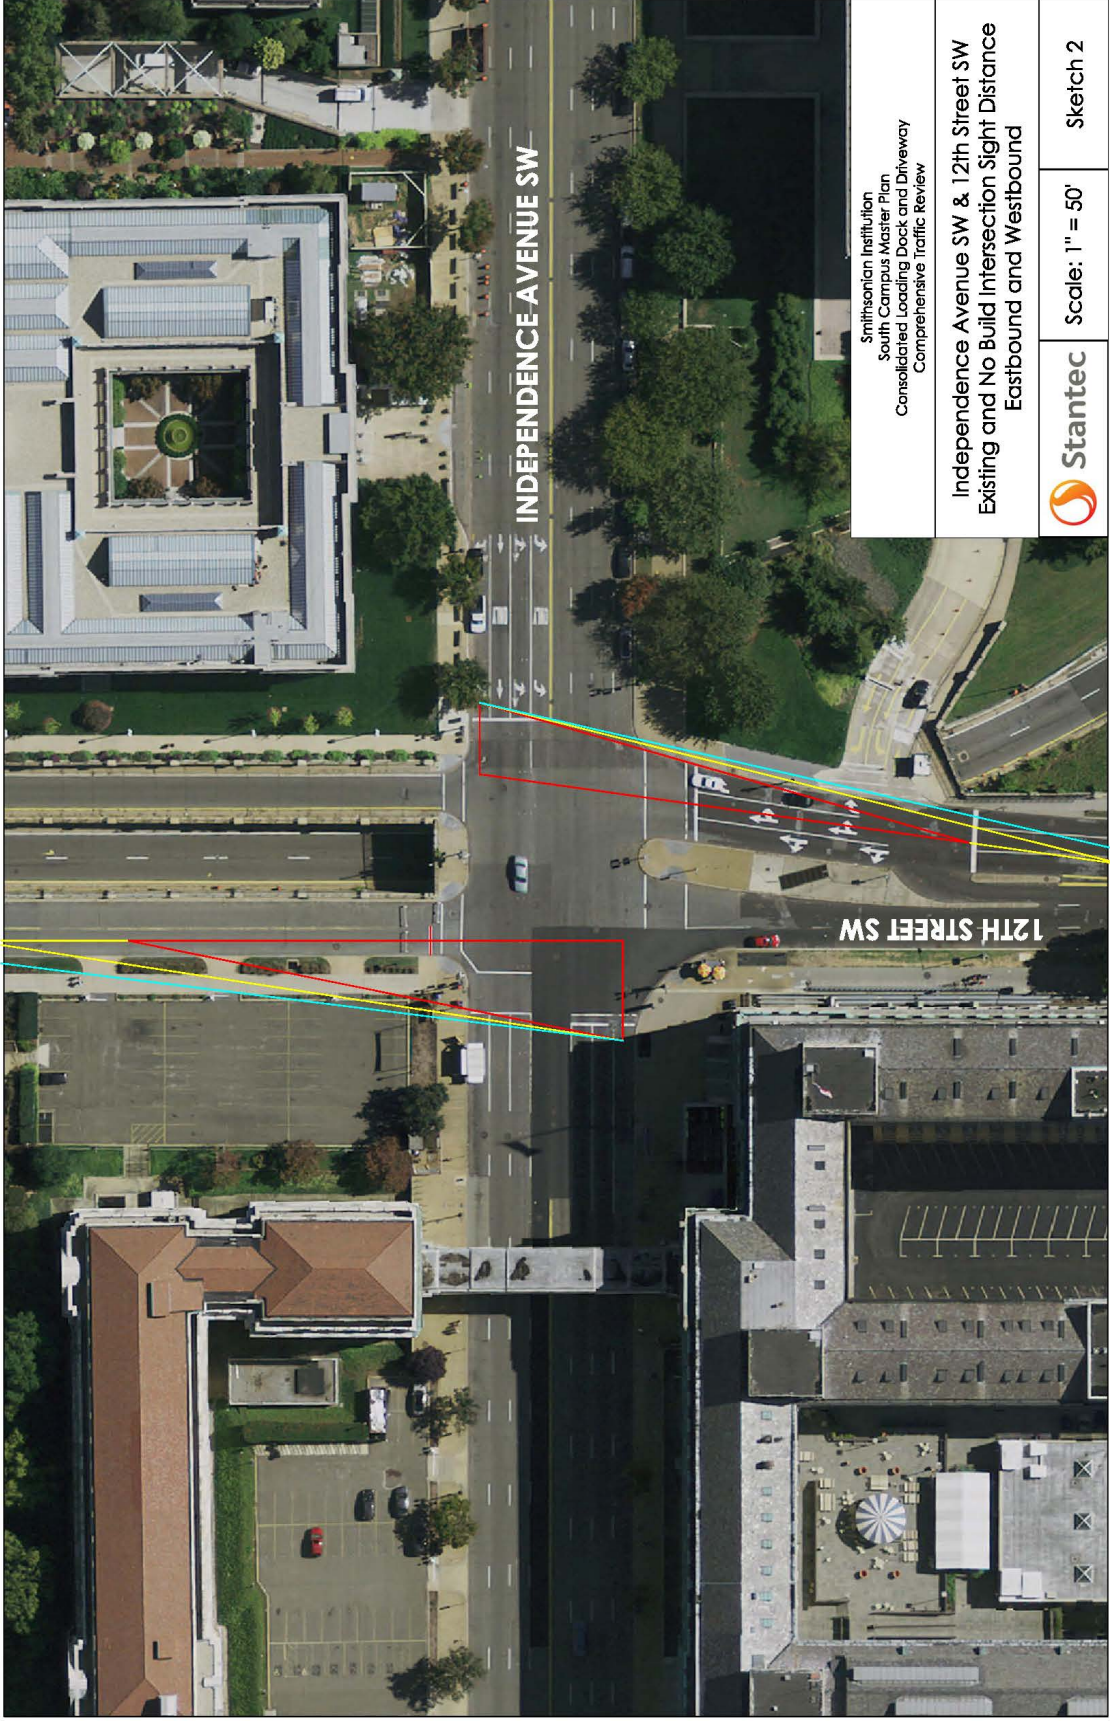 INDEPENDENCE AVENUE SW
12TH STREET SW
Smithsonian Institution
South Campus Master Plan
Consolidated Loading Dock and Driveway
Comprehensive Traffic Review
Independence Avenue SW & 12th Street SW
Existing and No Build Intersection Sight Distance
Eastbound and Westbound
Stantec
Scale: 1" = 50'
Sketch 2